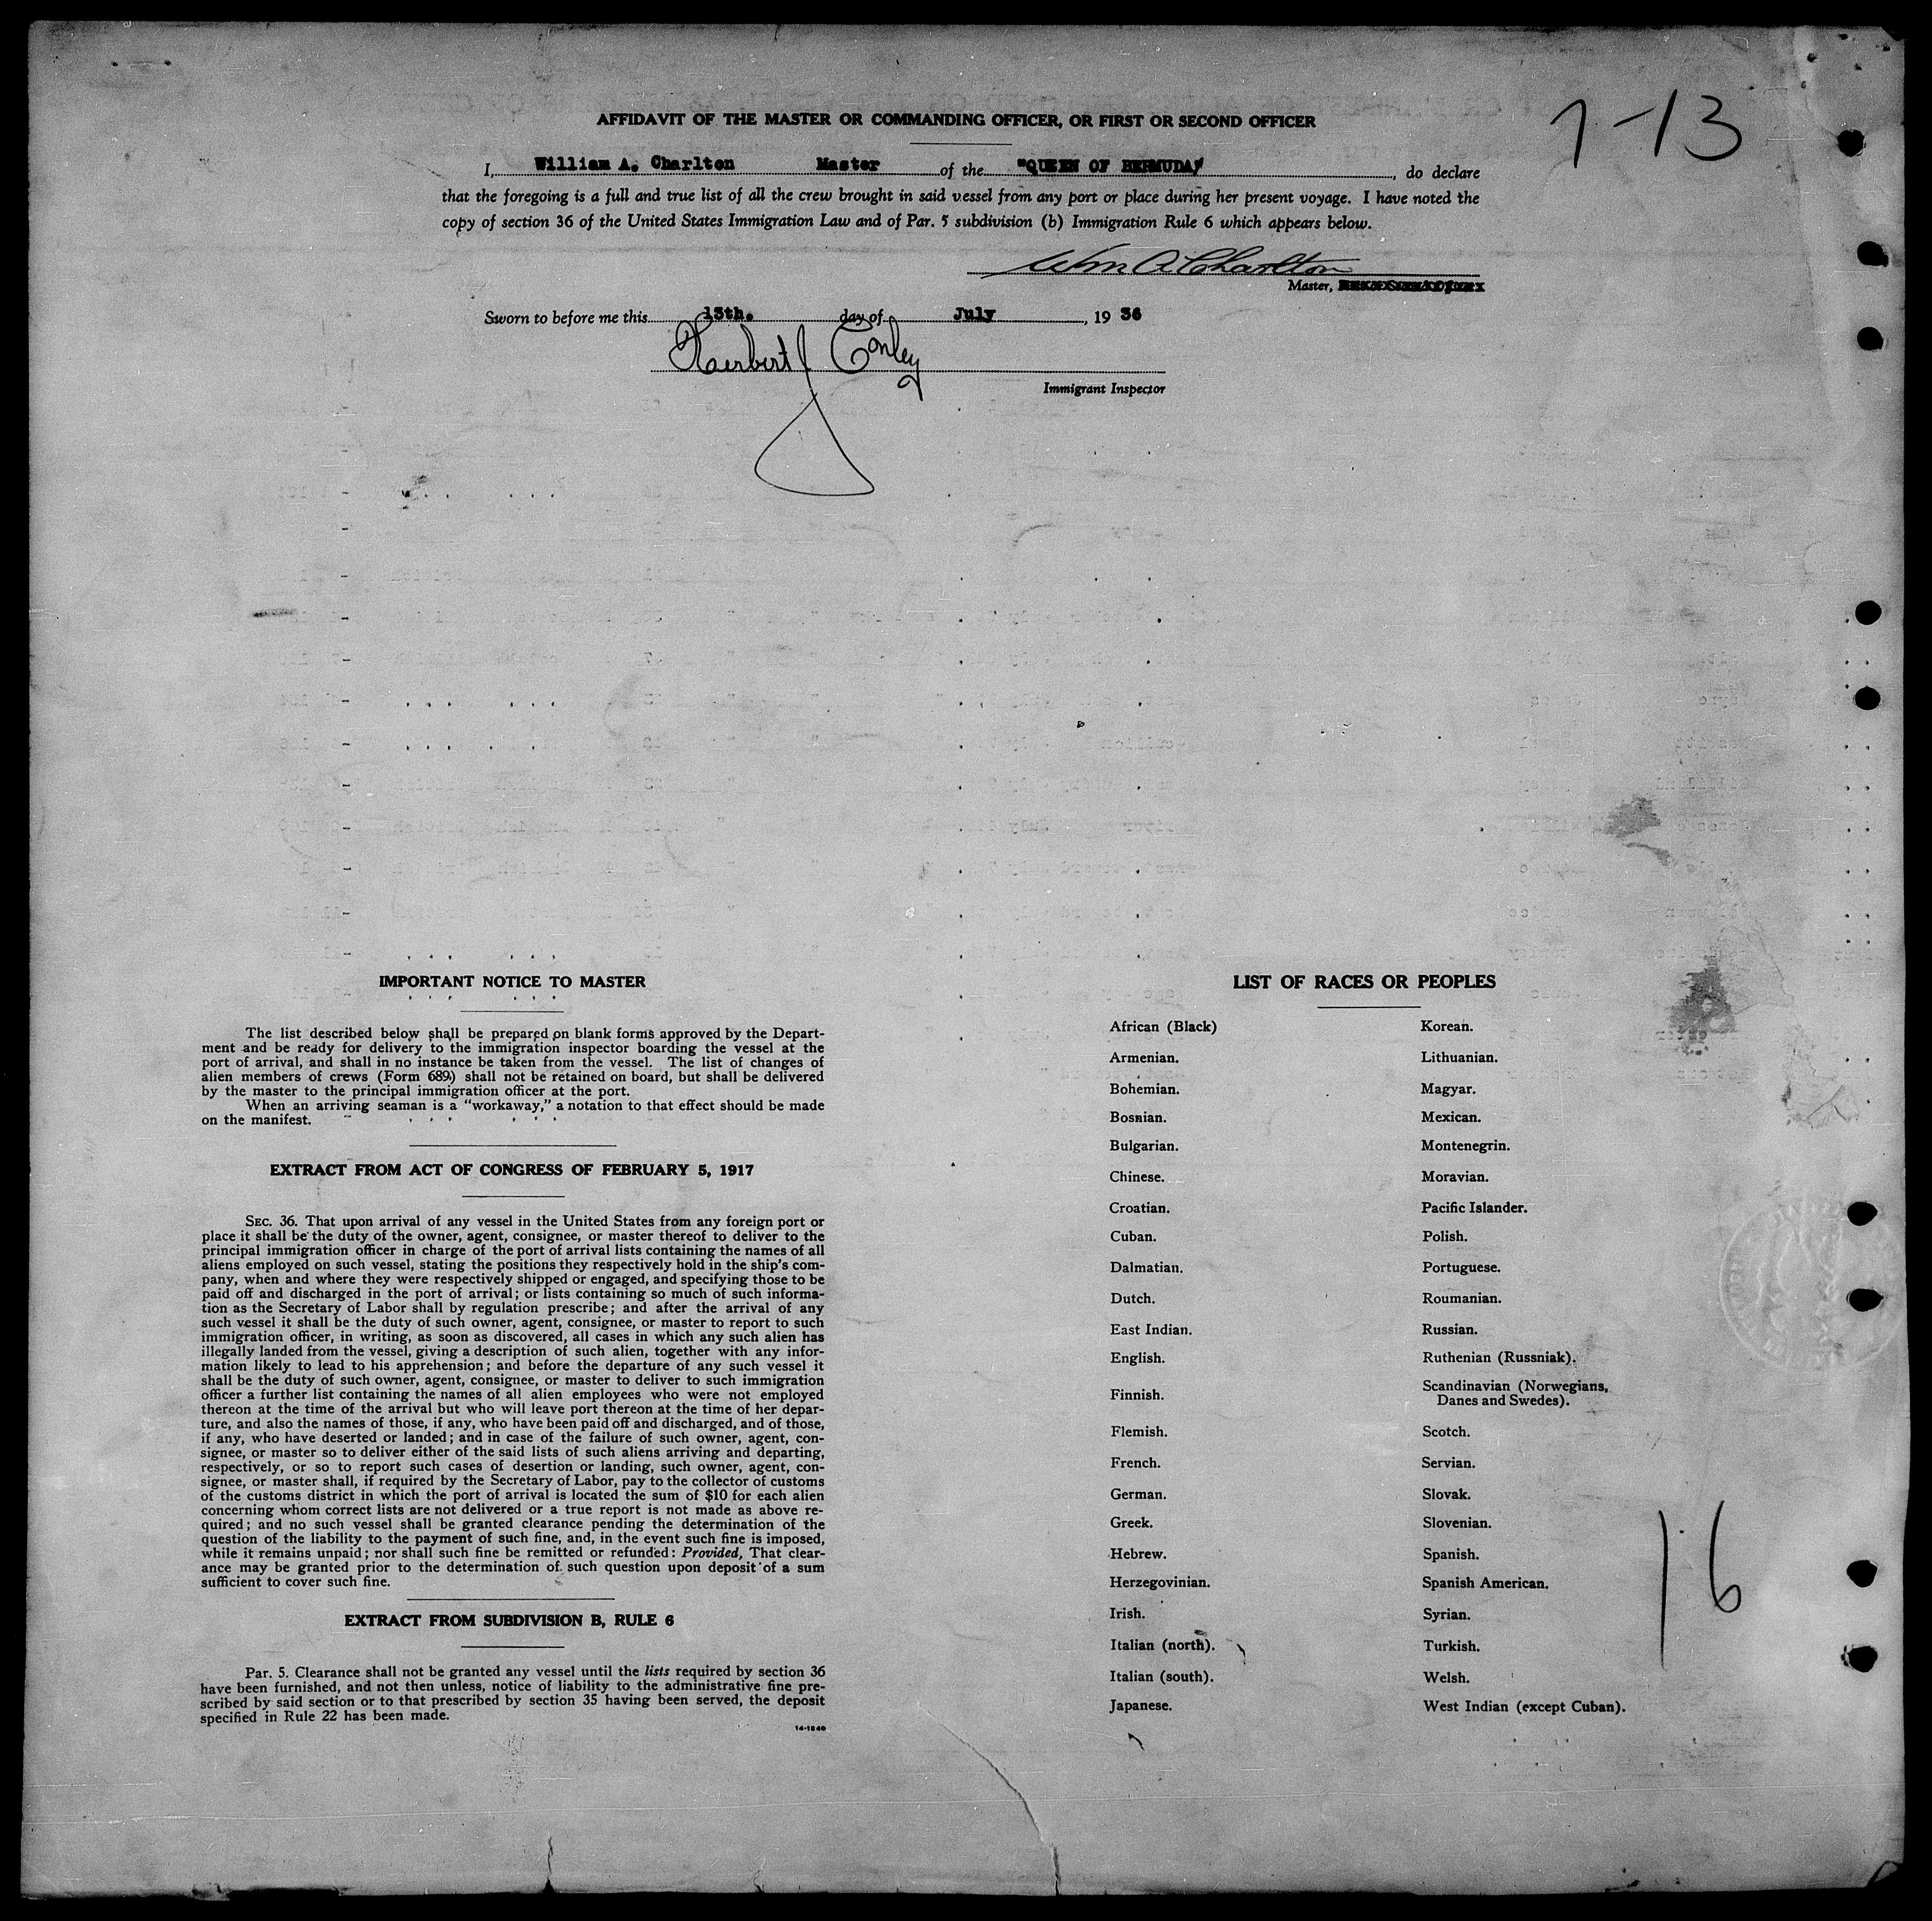 7-13
AFFIDAVIT OF THE MASTER OR COMMANDING OFFICER, OR FIRST OR SECOND OFFICER
I, William A. Charlton Master of the "QUEEN OF BERMUDA", do declare
that the foregoing is a full and true list of all the crew brought in said vessel from any port or place during her present voyage. I have noted the
copy of section 36 of the United States Immigration Law and of Par. 5 subdivision (b) Immigration Rule 6 which appears below.
Wm A Charlton
Master,
Sworn to before me this 13th. day of July, 19 36
Herbert J Conley
Immigrant Inspector
IMPORTANT NOTICE TO MASTER
The list described below shall be prepared on blank forms approved by the Depart-
ment and be ready for delivery to the immigration inspector boarding the vessel at the
port of arrival, and shall in no instance be taken from the vessel. The list of changes of
alien members of crews (Form 689) shall not be retained on board, but shall be delivered
by the master to the principal immigration officer at the port.
When an arriving seaman is a "workaway," a notation to that effect should be made
on the manifest.
EXTRACT FROM ACT OF CONGRESS OF FEBRUARY 5, 1917
SEC. 36. That upon arrival of any vessel in the United States from any foreign port or
place it shall be the duty of the owner, agent, consignee, or master thereof to deliver to the
principal immigration officer in charge of the port of arrival lists containing the names of all
aliens employed on such vessel, stating the positions they respectively hold in the ship's com-
pany, when and where they were respectively shipped or engaged, and specifying those to be
paid off and discharged in the port of arrival; or lists containing so much of such informa-
tion as the Secretary of Labor shall by regulation prescribe; and after the arrival of any
such vessel it shall be the duty of such owner, agent, consignee, or master to report to such
immigration officer, in writing, as soon as discovered, all cases in which any such alien has
illegally landed from the vessel, giving a description of such alien, together with any infor-
mation likely to lead to his apprehension; and before the departure of any such vessel it
shall be the duty of such owner, agent, consignee, or master to deliver to such immigration
officer a further list containing the names of all alien employees who were not employed
thereon at the time of the arrival but who will leave port thereon at the time of her depar-
ture, and also the names of those, if any, who have been paid off and discharged, and of those,
if any, who have deserted or landed; and in case of the failure of such owner, agent, con-
signee, or master so to deliver either of the said lists of such aliens arriving and departing,
respectively, or so to report such cases of desertion or landing, such owner, agent, con-
signee, or master shall, if required by the Secretary of Labor, pay to the collector of customs
of the customs district in which the port of arrival is located the sum of $10 for each alien
concerning whom correct lists are not delivered or a true report is not made as above re-
quired; and no such vessel shall be granted clearance pending the determination of the
question of the liability to the payment of such fine, and, in the event such fine is imposed,
while it remains unpaid; nor shall such fine be remitted or refunded: Provided, That clear-
ance may be granted prior to the determination of such question upon deposit of a sum
sufficient to cover such fine.
EXTRACT FROM SUBDIVISION B, RULE 6
Par. 5. Clearance shall not be granted any vessel until the lists required by section 36
have been furnished, and not then unless, notice of liability to the administrative fine pre-
scribed by said section or to that prescribed by section 35 having been served, the deposit
specified in Rule 22 has been made.
14-1240
LIST OF RACES OR PEOPLES
African (Black)
Armenian.
Bohemian.
Bosnian.
Bulgarian.
Chinese.
Croatian.
Cuban.
Dalmatian.
Dutch.
East Indian.
English.
Finnish.
Flemish.
French.
German.
Greek.
Hebrew.
Herzegovinian.
Irish.
Italian (north).
Italian (south).
Japanese.
Korean.
Lithuanian.
Magyar.
Mexican.
Montenegrin.
Moravian.
Pacific Islander.
Polish.
Portuguese.
Roumanian.
Russian.
Ruthenian (Russniak).
Scandinavian (Norwegians,
Danes and Swedes).
Scotch.
Servian.
Slovak.
Slovenian.
Spanish.
Spanish American.
Syrian.
Turkish.
Welsh.
West Indian (except Cuban).
16